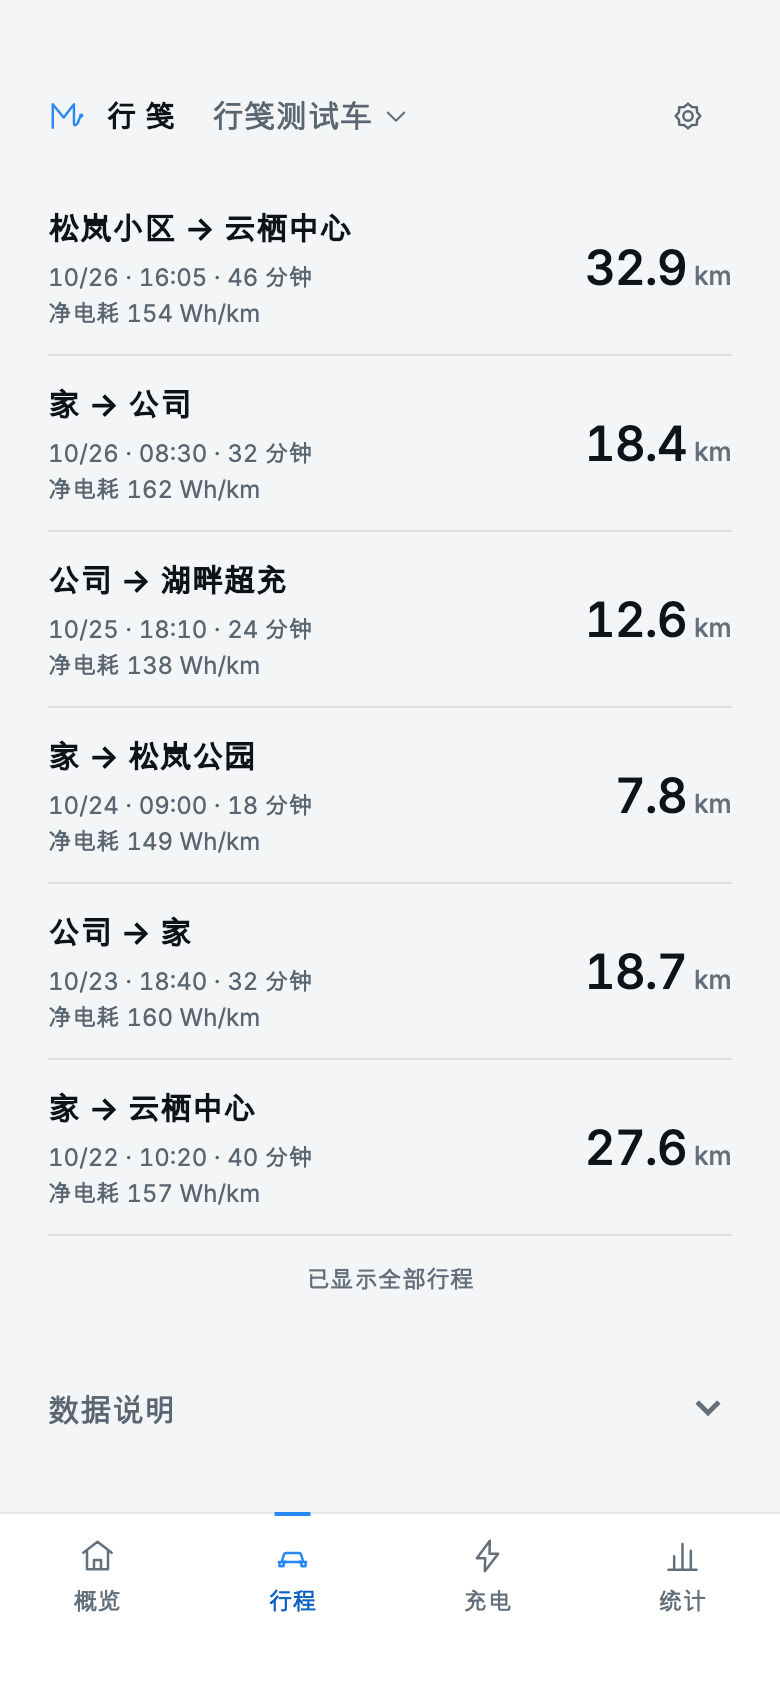 行笺 行笺测试车
松岚小区 → 云栖中心
10/26 · 16:05 · 46 分钟
净电耗 154 Wh/km
32.9 km
家 → 公司
10/26 · 08:30 · 32 分钟
净电耗 162 Wh/km
18.4 km
公司 → 湖畔超充
10/25 · 18:10 · 24 分钟
净电耗 138 Wh/km
12.6 km
家 → 松岚公园
10/24 · 09:00 · 18 分钟
净电耗 149 Wh/km
7.8 km
公司 → 家
10/23 · 18:40 · 32 分钟
净电耗 160 Wh/km
18.7 km
家 → 云栖中心
10/22 · 10:20 · 40 分钟
净电耗 157 Wh/km
27.6 km
已显示全部行程
数据说明
概览 行程 充电 统计